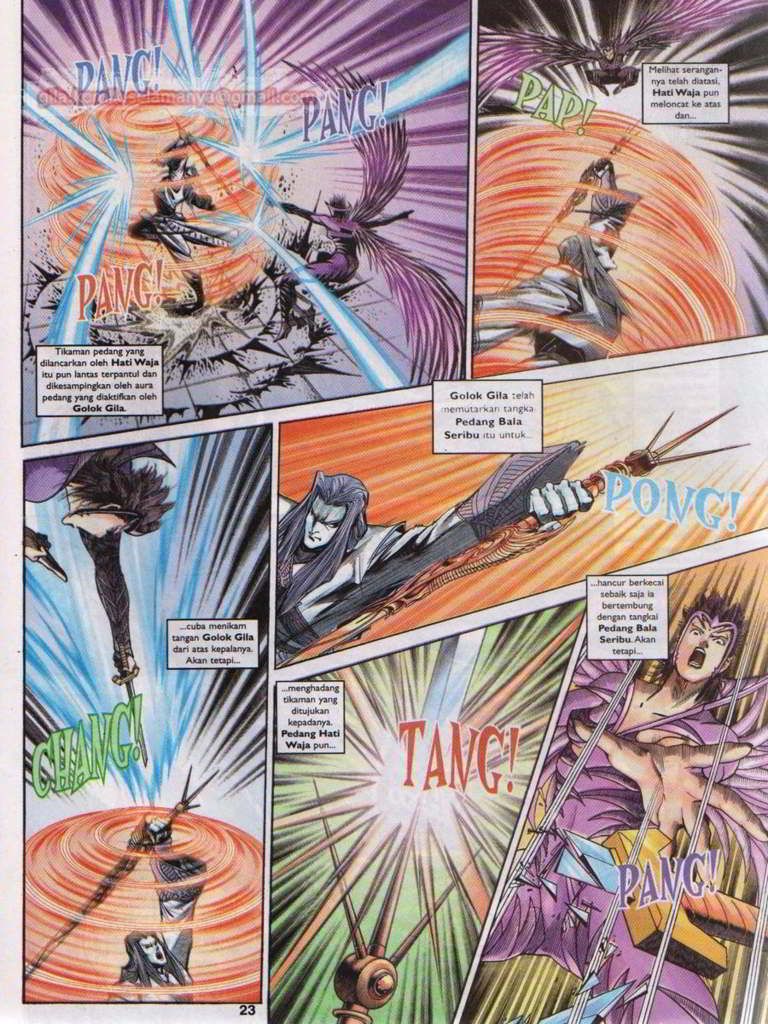 PANG!
PANG!
PANG!
Tikaman pedang yang
dilancarkan oleh Hati Waja
itu pun lantas terpantul dan
dikesampingkan oleh aura
pedang yang diaktifkan oleh
Golok Gila.
Melihat serangan-
nya telah diatasi,
Hati Waja pun
meloncat ke atas
dan...
PAP!
...cuba menikam
tangan Golok Gila
dari atas kepalanya.
Akan tetapi...
CHANG!
Golok Gila telah
memutarkan tangka
Pedang Bala
Seribu itu untuk...
PONG!
...menghadang
tikaman yang
ditujukan
kepadanya.
Pedang Hati
Waja pun...
TANG!
...hancur berkecai
sebaik saja ia
bertembung
dengan tangkai
Pedang Bala
Seribu. Akan
tetapi...
PANG!
23